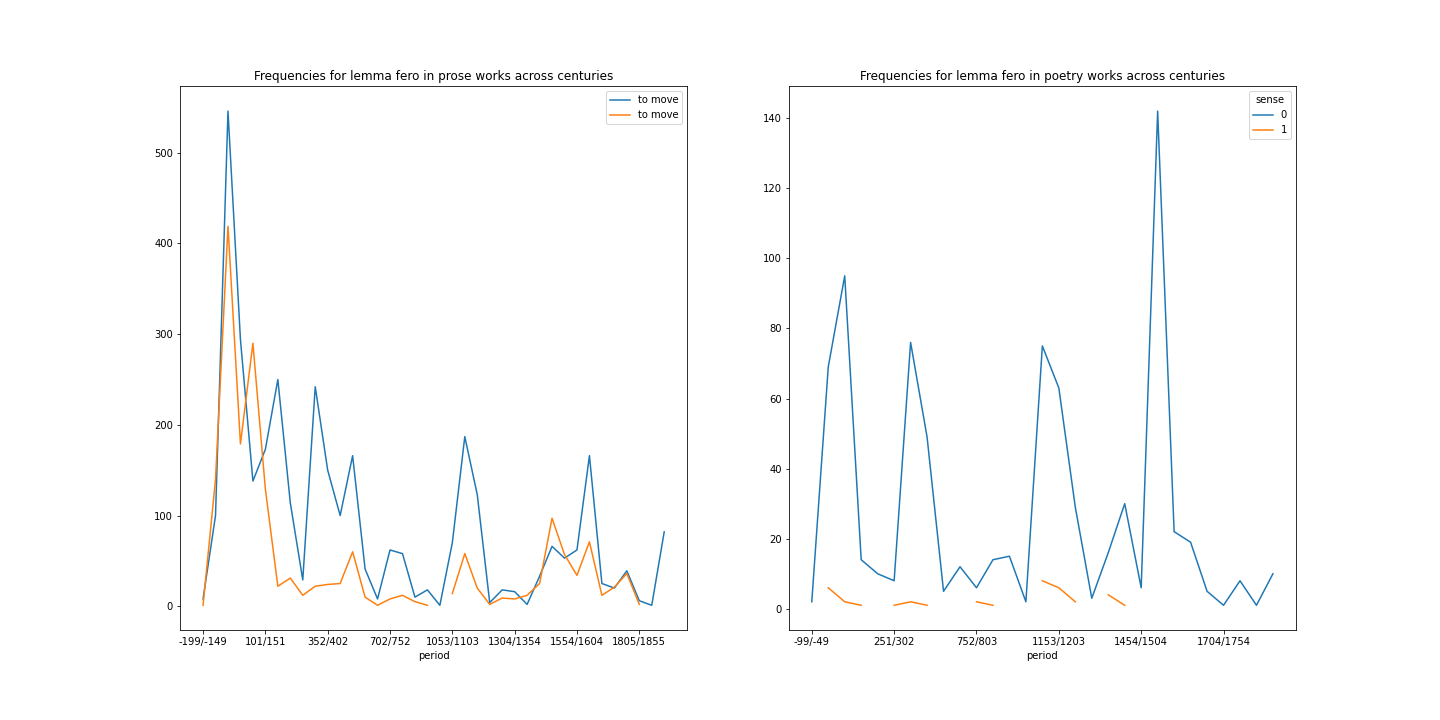 Frequencies for lemma fero in prose works across centuries
to move
to move
500
400
300
200
100
0
-199/-149 101/151 352/402 702/752 1053/1103 1304/1354 1554/1604 1805/1855
period
Frequencies for lemma fero in poetry works across centuries
sense
0
1
140
120
100
80
60
40
20
0
-99/-49 251/302 752/803 1153/1203 1454/1504 1704/1754
period